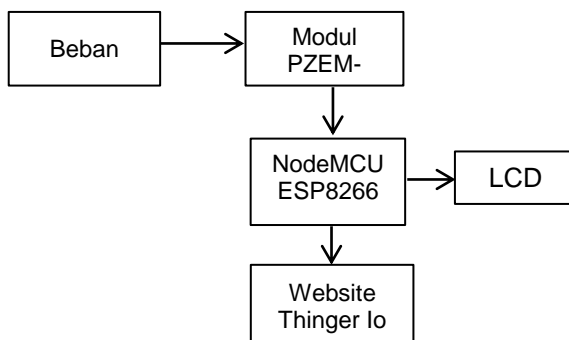 Beban
Modul
PZEM-
NodeMCU
ESP8266
LCD
Website
Thinger Io